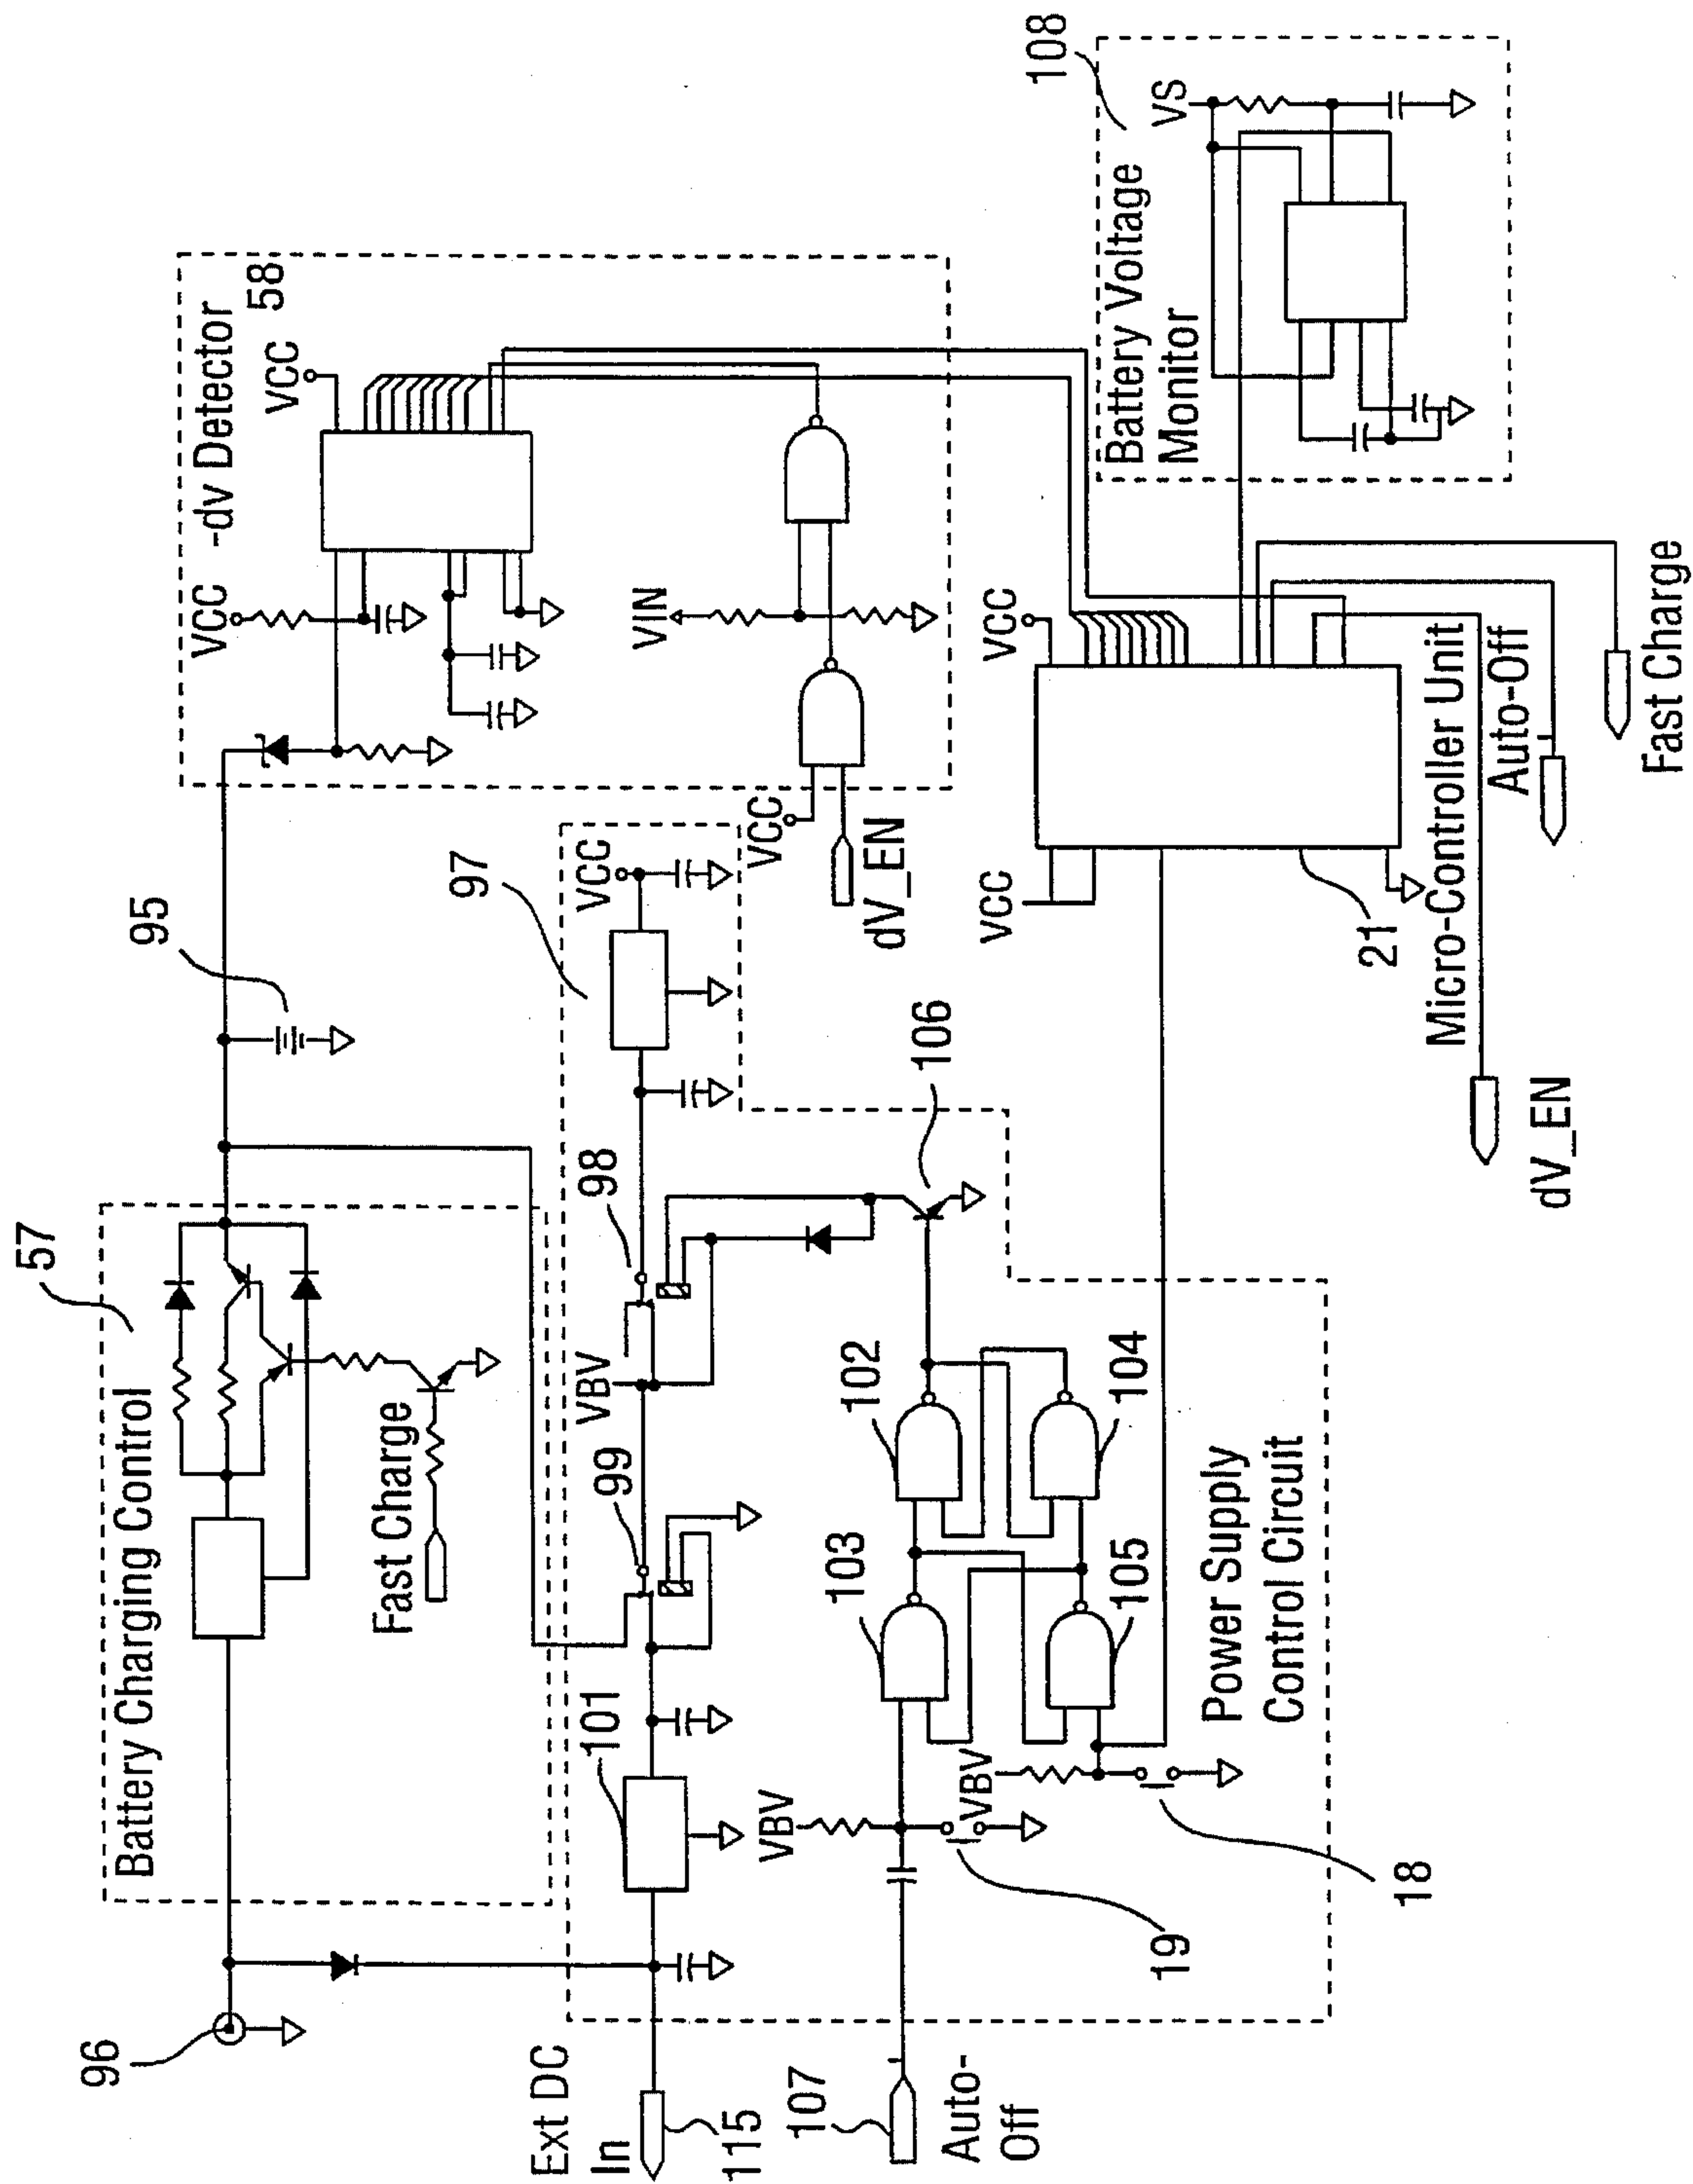 57
Battery Charging Control
Fast Charge
96
95
-dv Detector
58
VCC
VCC
VIN
VCC
dV_EN
97
VCC
98
VBV
99
101
Ext DC
In
115
VBV
VBV
103
102
104
105
106
19
18
107
Auto-
Off
Power Supply
Control Circuit
VCC
VCC
21
Micro-Controller Unit
Auto-Off
Fast Charge
dV_EN
108
Battery Voltage
Monitor
VS